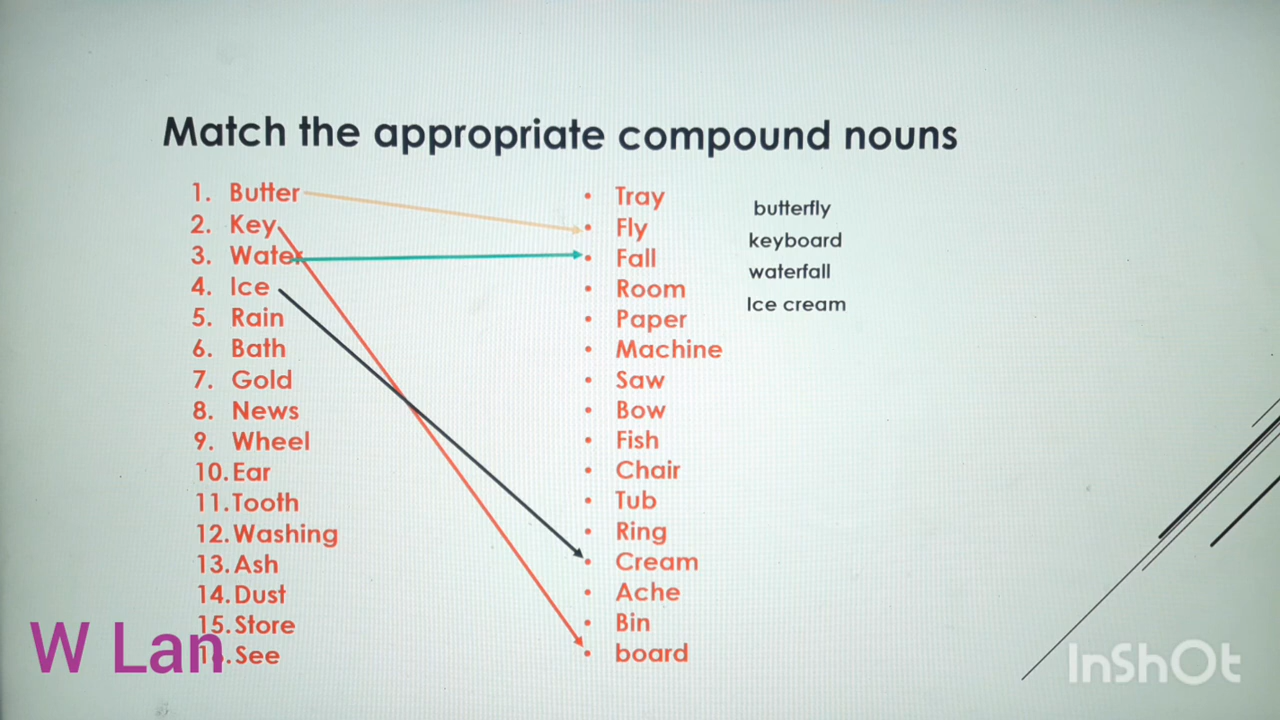 Match the appropriate compound nouns
1. Butter
2. Key
3. Water
4. Ice
5. Rain
6. Bath
7. Gold
8. News
9. Wheel
10. Ear
11. Tooth
12. Washing
13. Ash
14. Dust
15. Store
16. See
• Tray
• Fly
• Fall
• Room
• Paper
• Machine
• Saw
• Bow
• Fish
• Chair
• Tub
• Ring
• Cream
• Ache
• Bin
• board
butterfly
keyboard
waterfall
Ice cream
W Lan
InShOt